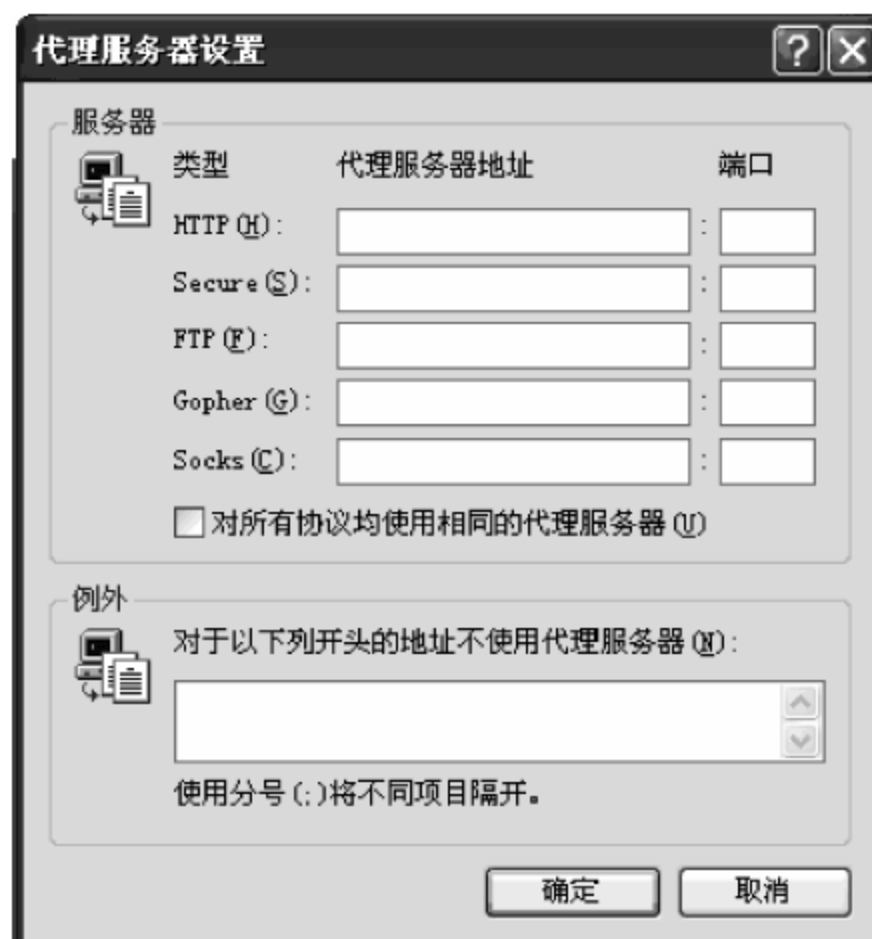 代理服务器设置
服务器
类型 代理服务器地址 端口
HTTP(H): :
Secure(S): :
FTP(F): :
Gopher(G): :
Socks(C): :
对所有协议均使用相同的代理服务器(U)
例外
对于以下列开头的地址不使用代理服务器(N):
使用分号(;)将不同项目隔开。
确定 取消